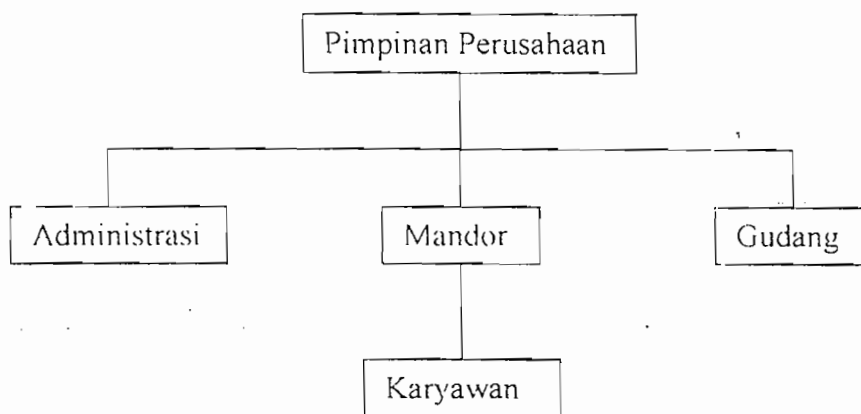 Pimpinan Perusahaan
Administrasi
Mandor
Gudang
Karyawan